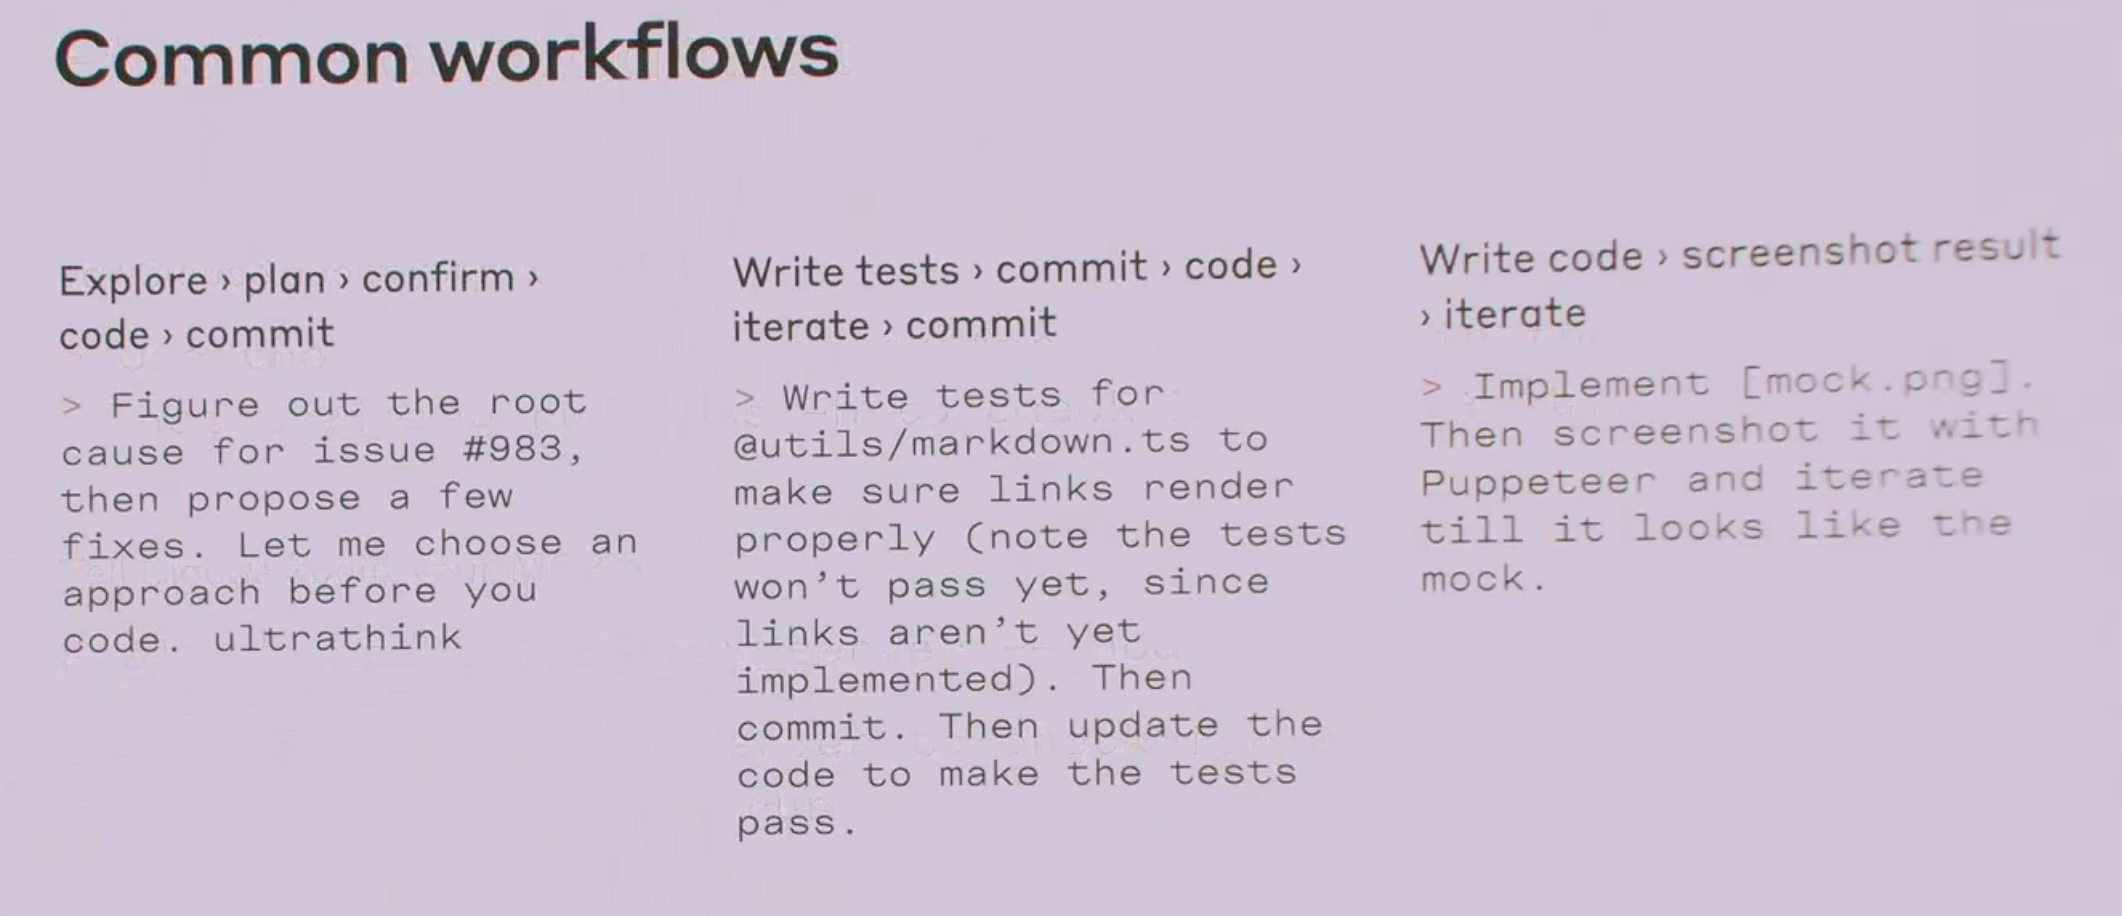 Common workflows
Explore › plan › confirm ›
code › commit
> Figure out the root
cause for issue #983,
then propose a few
fixes. Let me choose an
approach before you
code. ultrathink
Write tests › commit › code ›
iterate › commit
> Write tests for
@utils/markdown.ts to
make sure links render
properly (note the tests
won’t pass yet, since
links aren’t yet
implemented). Then
commit. Then update the
code to make the tests
pass.
Write code › screenshot result
› iterate
> Implement [mock.png].
Then screenshot it with
Puppeteer and iterate
till it looks like the
mock.